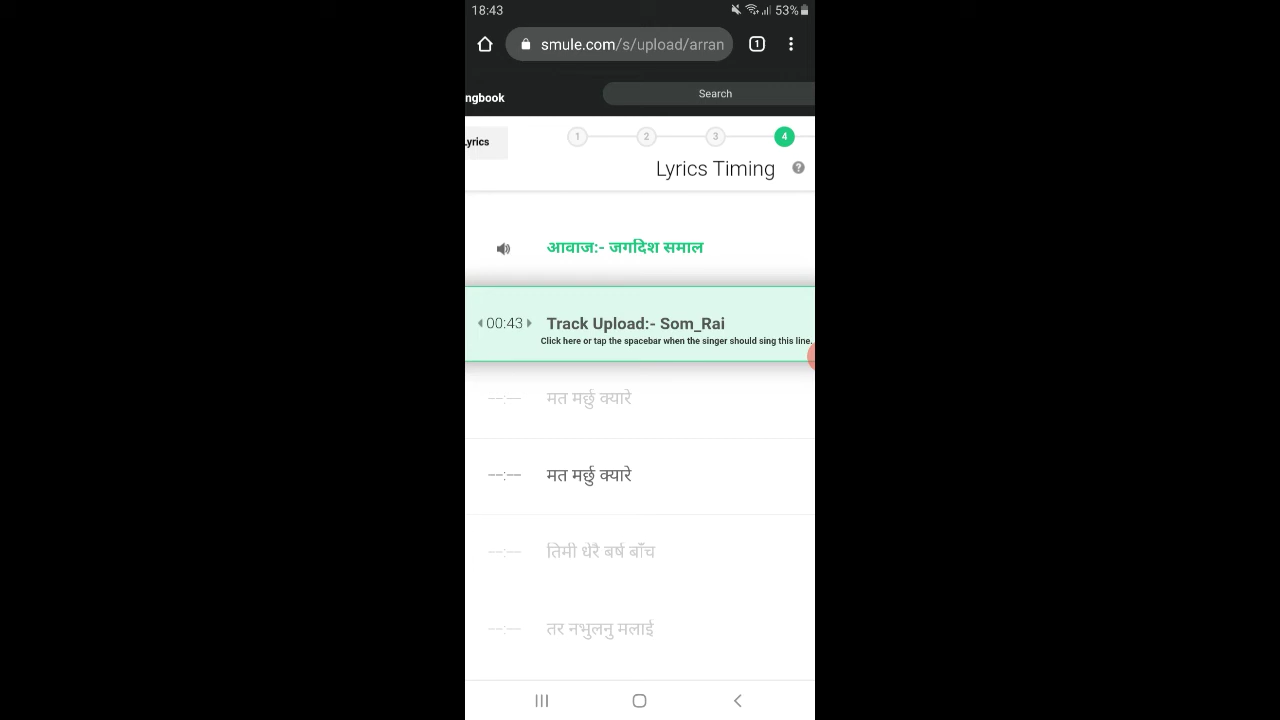 18:43
53%
smule.com/s/upload/arran
1
ngbook
Search
Lyrics
1 2 3 4
Lyrics Timing
?
आवाज:- जगदिश समाल
00:43 Track Upload:- Som_Rai
Click here or tap the spacebar when the singer should sing this line.
--:-- मत मर्छु क्यारे
--:-- मत मर्छु क्यारे
--:-- तिमी धेरै बर्ष बाँच
--:-- तर नभुलनु मलाई